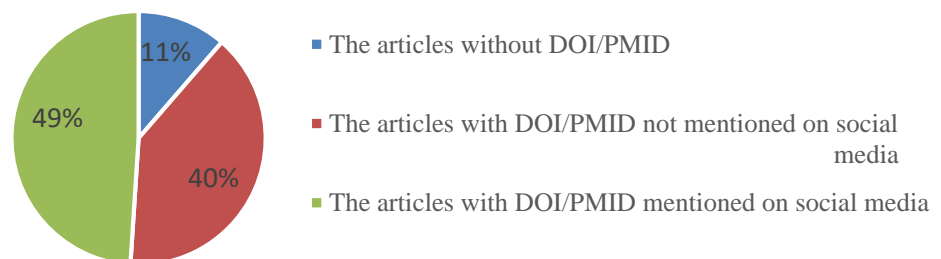 11%
49%
40%
The articles without DOI/PMID
The articles with DOI/PMID not mentioned on social
media
The articles with DOI/PMID mentioned on social media